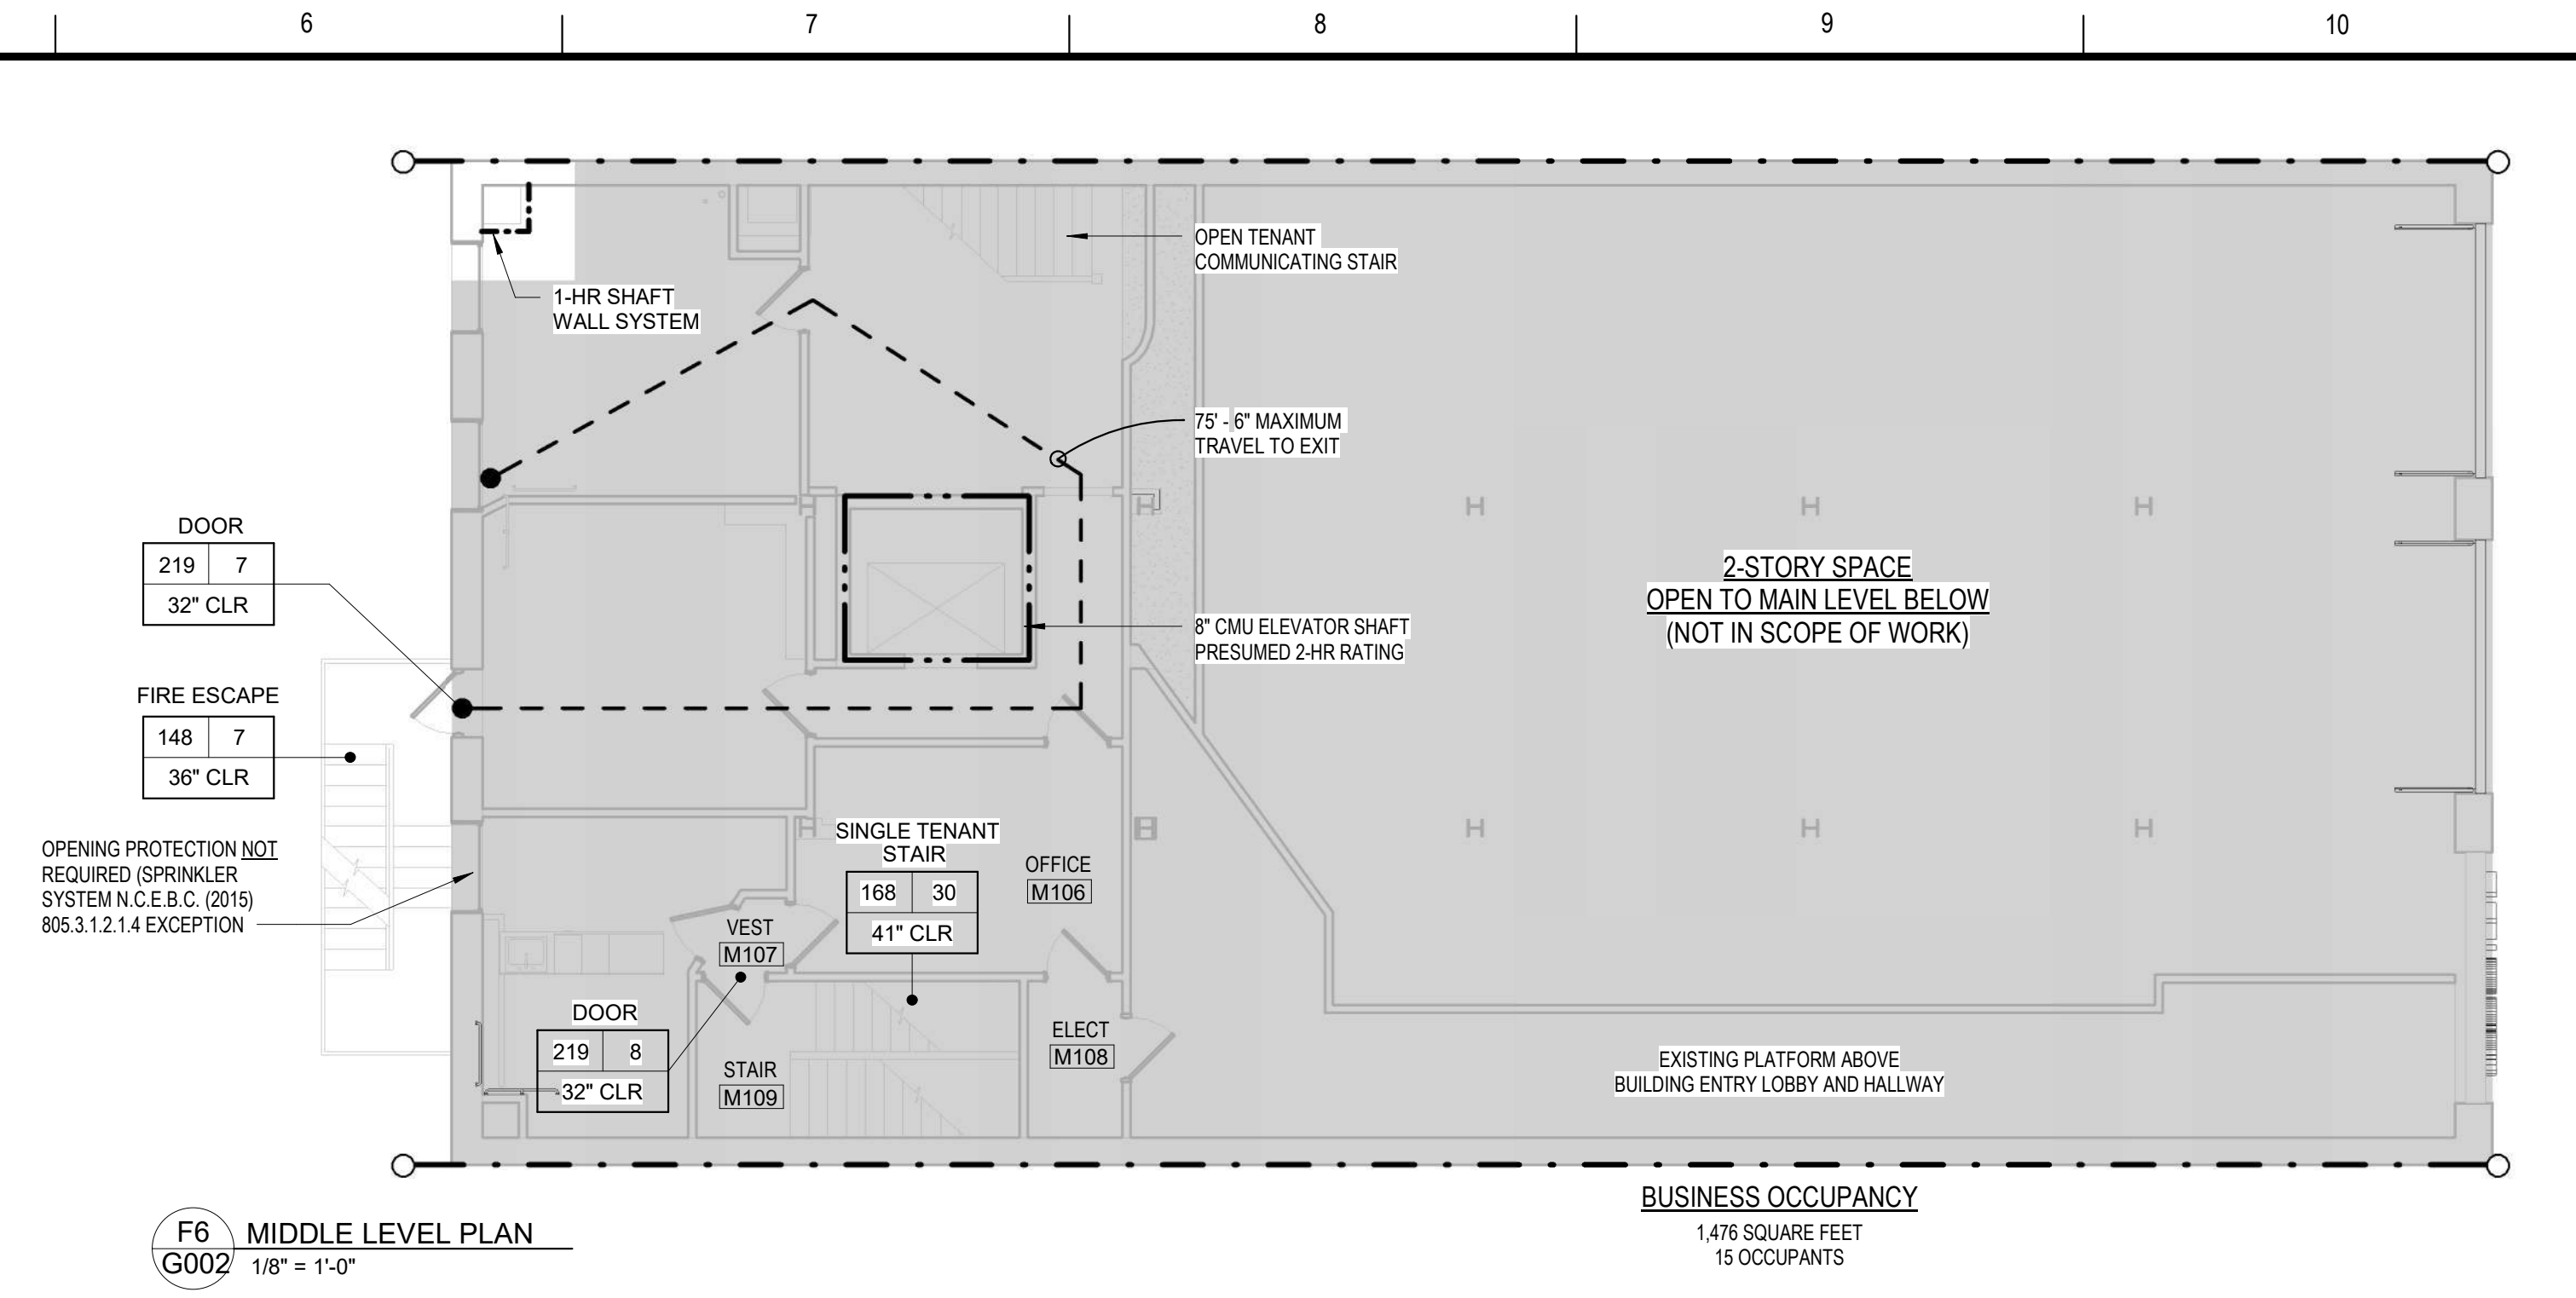 6
7
8
9
10
OPEN TENANT
COMMUNICATING STAIR
1-HR SHAFT
WALL SYSTEM
75' - 6" MAXIMUM
TRAVEL TO EXIT
DOOR
219 7
32" CLR
2-STORY SPACE
OPEN TO MAIN LEVEL BELOW
(NOT IN SCOPE OF WORK)
8" CMU ELEVATOR SHAFT
PRESUMED 2-HR RATING
FIRE ESCAPE
148 7
36" CLR
OPENING PROTECTION NOT
REQUIRED (SPRINKLER
SYSTEM N.C.E.B.C. (2015)
805.3.1.2.1.4 EXCEPTION
SINGLE TENANT
STAIR
168 30
41" CLR
OFFICE
M106
VEST
M107
DOOR
219 8
32" CLR
STAIR
M109
ELECT
M108
EXISTING PLATFORM ABOVE
BUILDING ENTRY LOBBY AND HALLWAY
BUSINESS OCCUPANCY
1,476 SQUARE FEET
15 OCCUPANTS
F6
G002
MIDDLE LEVEL PLAN
1/8" = 1'-0"